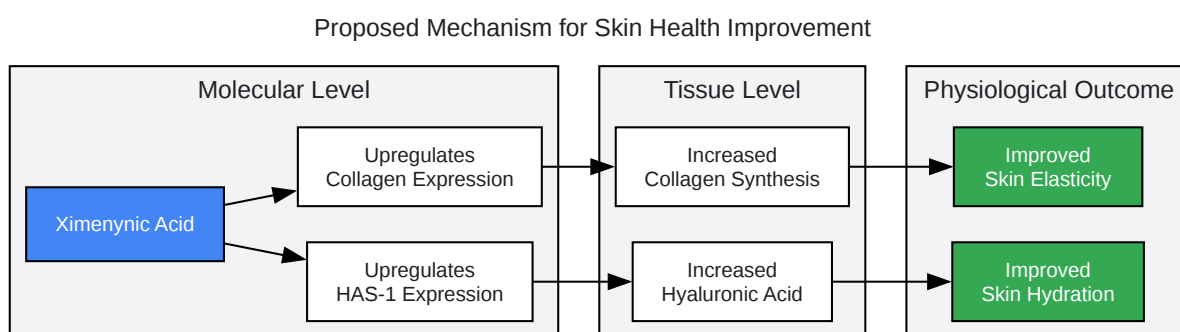 Proposed Mechanism for Skin Health Improvement
Molecular Level
Tissue Level
Physiological Outcome
Ximenynic Acid
Upregulates
Collagen Expression
Increased
Collagen Synthesis
Improved
Skin Elasticity
Upregulates
HAS-1 Expression
Increased
Hyaluronic Acid
Improved
Skin Hydration